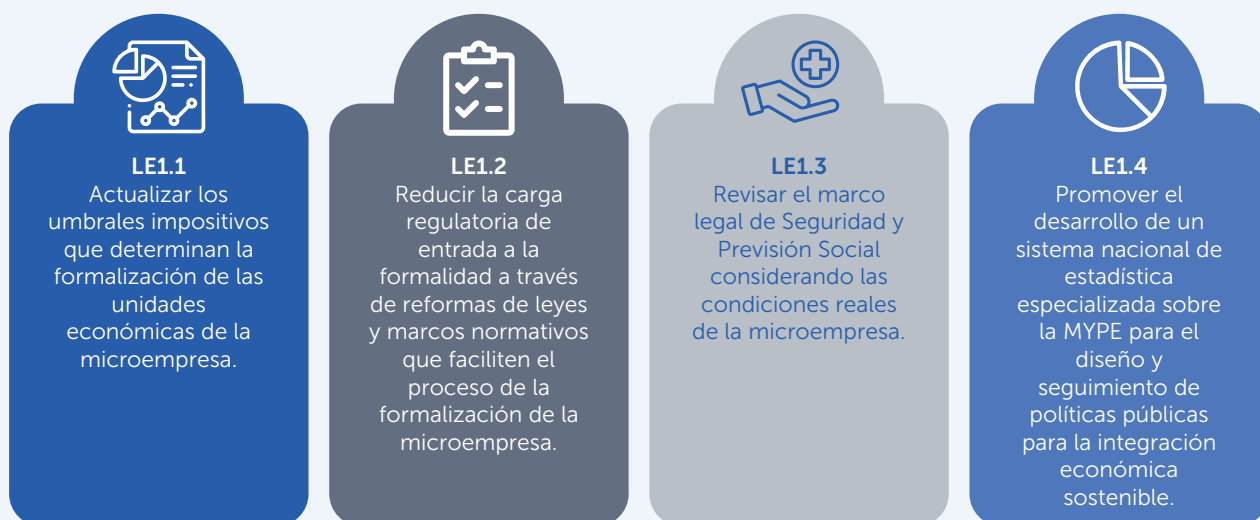 LE1.1
Actualizar los
umbrales impositivos
que determinan la
formalización de las
unidades
económicas de la
microempresa.
LE1.2
Reducir la carga
regulatoria de
entrada a la
formalidad a través
de reformas de leyes
y marcos normativos
que faciliten el
proceso de la
formalización de la
microempresa.
LE1.3
Revisar el marco
legal de Seguridad y
Previsión Social
considerando las
condiciones reales
de la microempresa.
LE1.4
Promover el
desarrollo de un
sistema nacional de
estadística
especializada sobre
la MYPE para el
diseño y
seguimiento de
políticas públicas
para la integración
económica
sostenible.